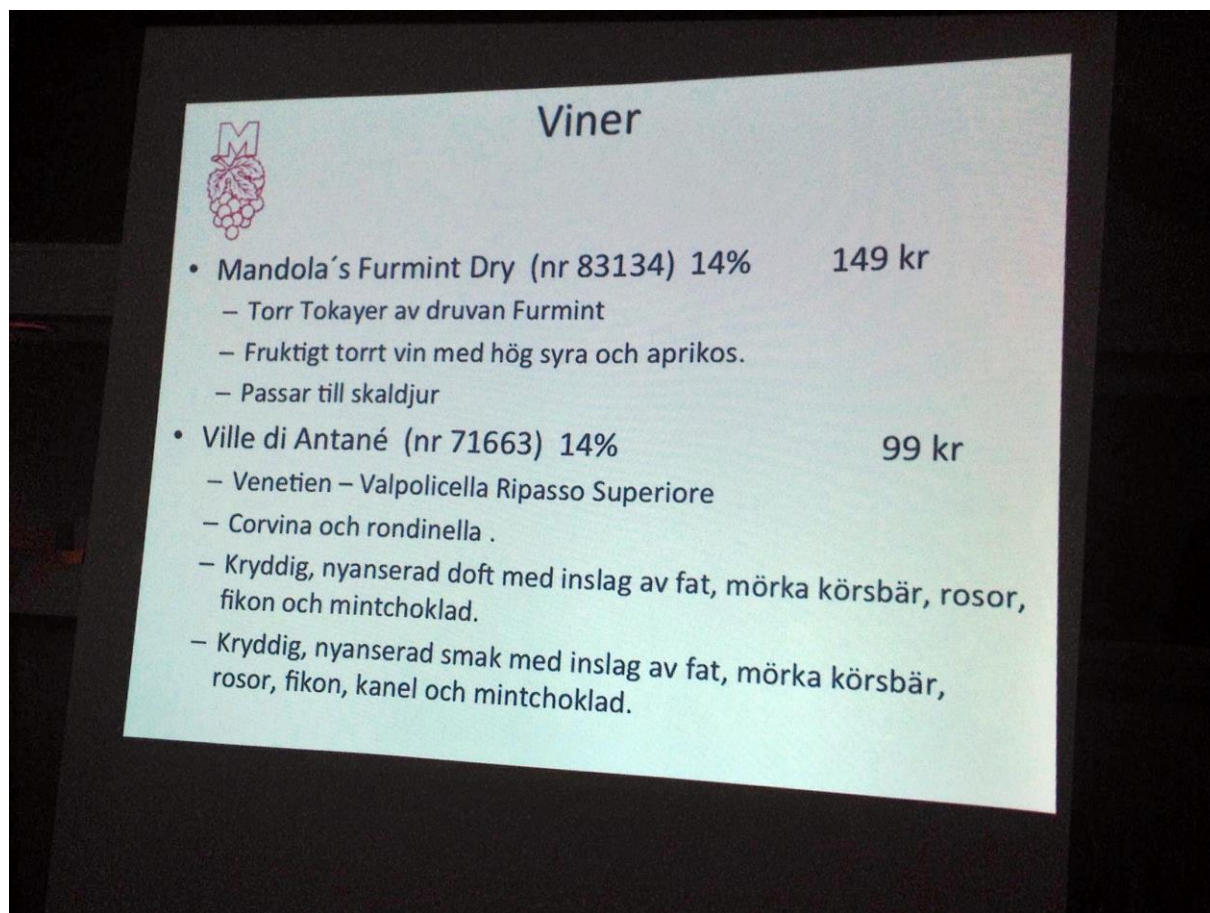 M
Viner
• Mandola´s Furmint Dry (nr 83134) 14% 149 kr
– Torr Tokayer av druvan Furmint
– Fruktigt torrt vin med hög syra och aprikos.
– Passar till skaldjur
• Ville di Antané (nr 71663) 14% 99 kr
– Venetien – Valpolicella Ripasso Superiore
– Corvina och rondinella .
– Kryddig, nyanserad doft med inslag av fat, mörka körsbär, rosor,
fikon och mintchoklad.
– Kryddig, nyanserad smak med inslag av fat, mörka körsbär,
rosor, fikon, kanel och mintchoklad.